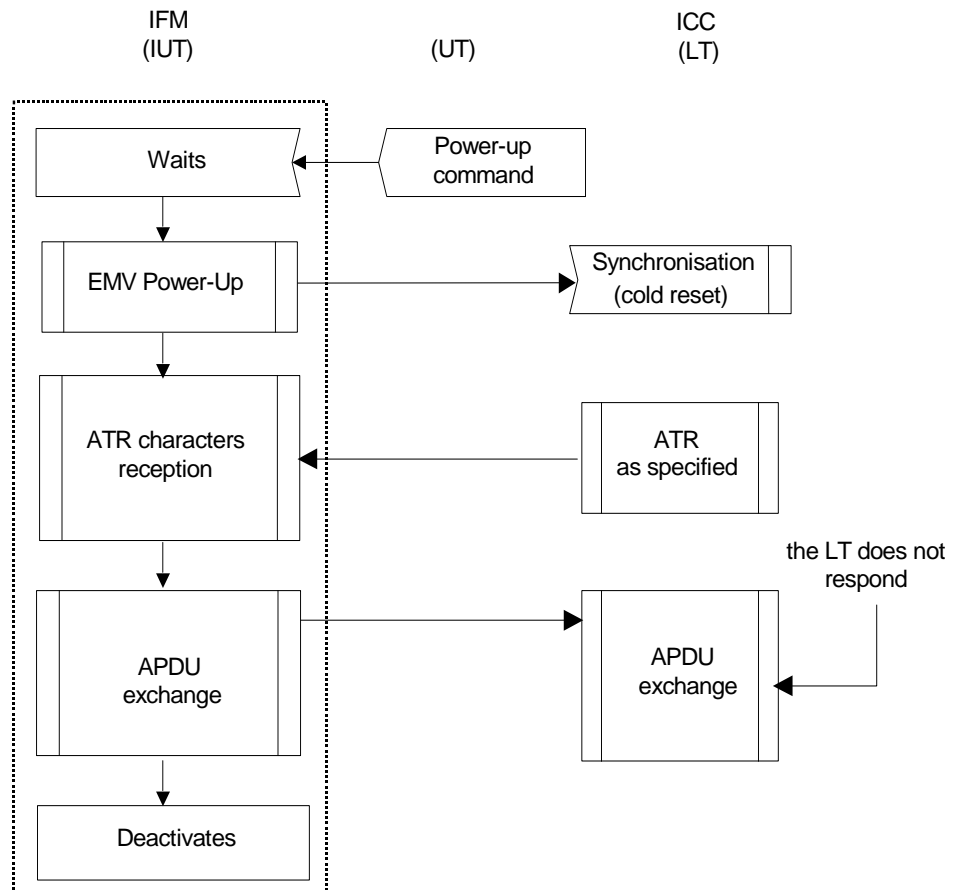 IFM
(IUT)
(UT)
ICC
(LT)
Waits
Power-up
command
EMV Power-Up
Synchronisation
(cold reset)
ATR characters
reception
ATR
as specified
the LT does not
respond
APDU
exchange
APDU
exchange
Deactivates